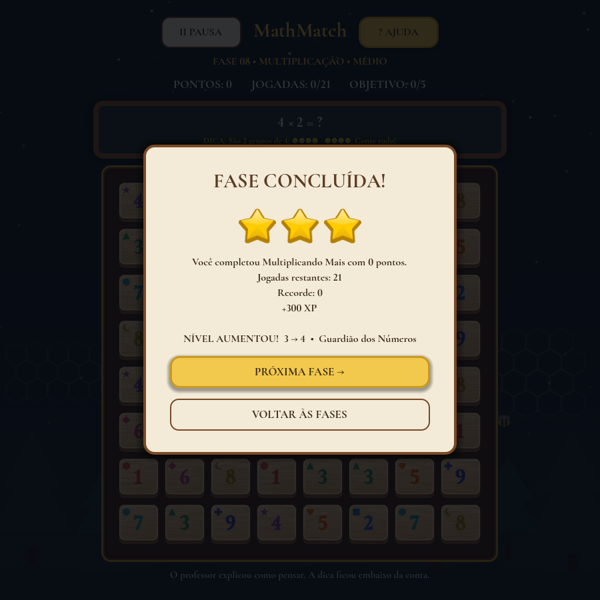 II PAUSA
MathMatch
? AJUDA
FASE 08 • MULTIPLICAÇÃO • MÉDIO
PONTOS: 0 JOGADAS: 0/21 OBJETIVO: 0/5
4 × 2 = ?
FASE CONCLUÍDA!
Você completou Multiplicando Mais com 0 pontos.
Jogadas restantes: 21
Recorde: 0
+300 XP
NÍVEL AUMENTOU! 3 → 4 • Guardião dos Números
PRÓXIMA FASE →
VOLTAR ÀS FASES
1 6 8 1 3 3 5 9
7 3 9 4 5 2 7 8
O professor explicou como pensar. A dica ficou embaixo da conta.